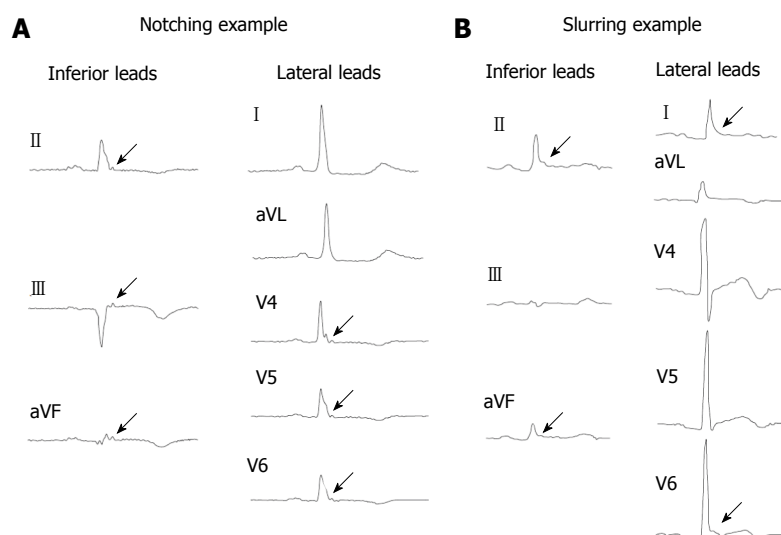 A
Notching example
Inferior leads
Lateral leads
Ⅱ
Ⅲ
aVF
Ⅰ
aVL
V4
V5
V6
B
Slurring example
Inferior leads
Lateral leads
Ⅱ
Ⅲ
aVF
Ⅰ
aVL
V4
V5
V6